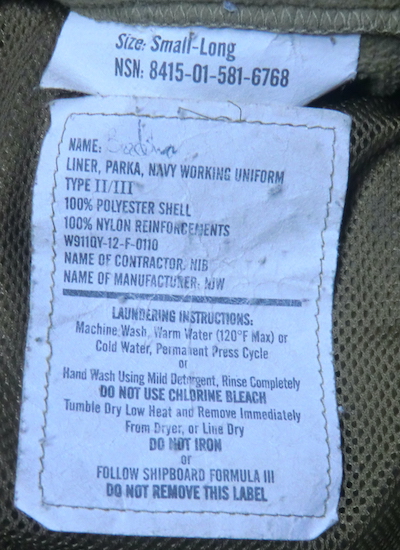 Size: Small-Long
NSN: 8415-01-581-6768
NAME:
LINER, PARKA, NAVY WORKING UNIFORM
TYPE II/III
100% POLYESTER SHELL
100% NYLON REINFORCEMENTS
W911QY-12-F-0110
NAME OF CONTRACTOR: NIB
NAME OF MANUFACTURER: NJW
LAUNDERING INSTRUCTIONS:
Machine Wash, Warm Water (120°F Max) or
Cold Water, Permanent Press Cycle
or
Hand Wash Using Mild Detergent, Rinse Completely
DO NOT USE CHLORINE BLEACH
Tumble Dry Low Heat and Remove Immediately
From Dryer, or Line Dry
DO NOT IRON
or
FOLLOW SHIPBOARD FORMULA III
DO NOT REMOVE THIS LABEL